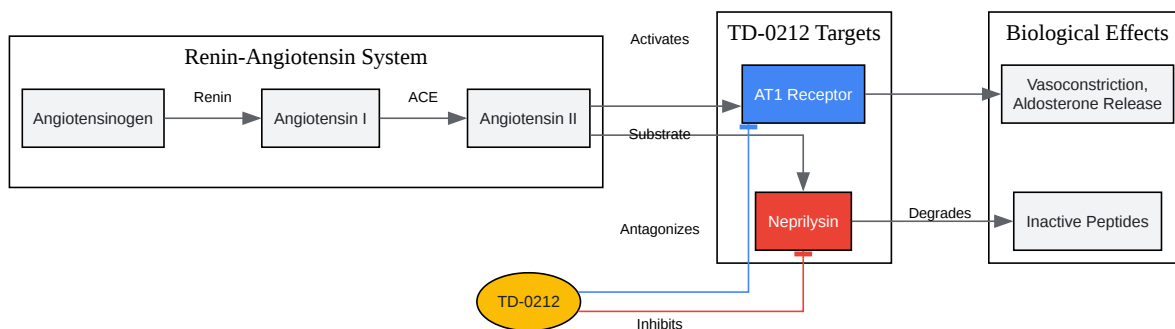 Renin-Angiotensin System
Angiotensinogen
Renin
Angiotensin I
ACE
Angiotensin II
Activates
Substrate
Antagonizes
Inhibits
TD-0212
TD-0212 Targets
AT1 Receptor
Neprilysin
Degrades
Biological Effects
Vasoconstriction,
Aldosterone Release
Inactive Peptides